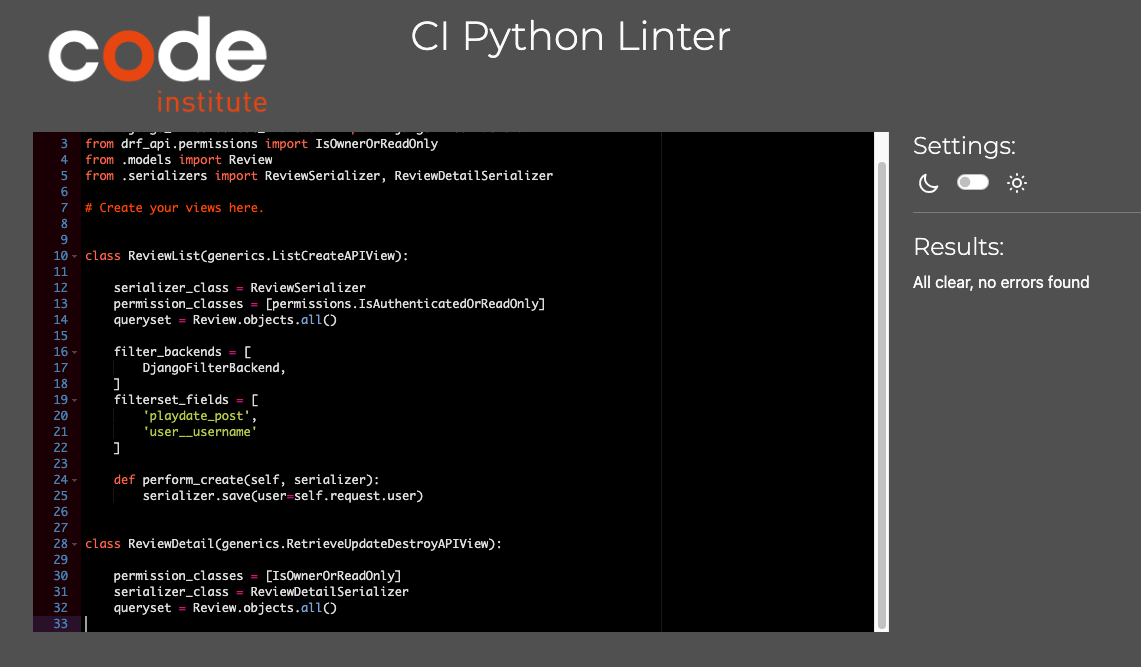 code
institute
CI Python Linter
3 from drf_api.permissions import IsOwnerOrReadOnly
4 from .models import Review
5 from .serializers import ReviewSerializer, ReviewDetailSerializer
6
7 # Create your views here.
8
9
10 class ReviewList(generics.ListCreateAPIView):
11
12     serializer_class = ReviewSerializer
13     permission_classes = [permissions.IsAuthenticatedOrReadOnly]
14     queryset = Review.objects.all()
15
16     filter_backends = [
17         DjangoFilterBackend,
18     ]
19     filterset_fields = [
20         'playdate_post',
21         'user__username'
22     ]
23
24     def perform_create(self, serializer):
25         serializer.save(user=self.request.user)
26
27
28 class ReviewDetail(generics.RetrieveUpdateDestroyAPIView):
29
30     permission_classes = [IsOwnerOrReadOnly]
31     serializer_class = ReviewDetailSerializer
32     queryset = Review.objects.all()
33
Settings:
Results:
All clear, no errors found